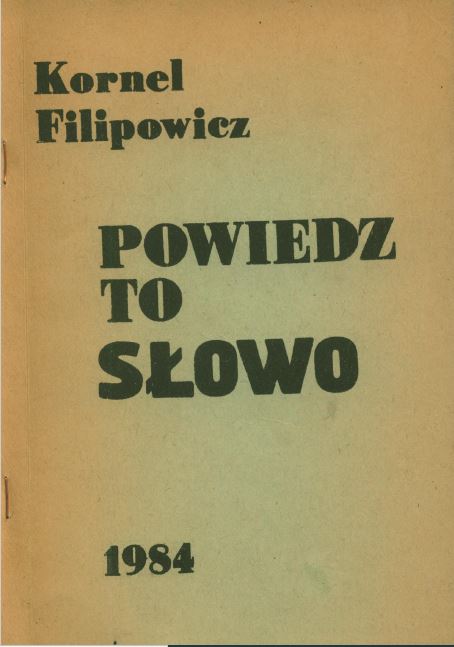 Kornel
Filipowicz
POWIEDZ
TO
SŁOWO
1984